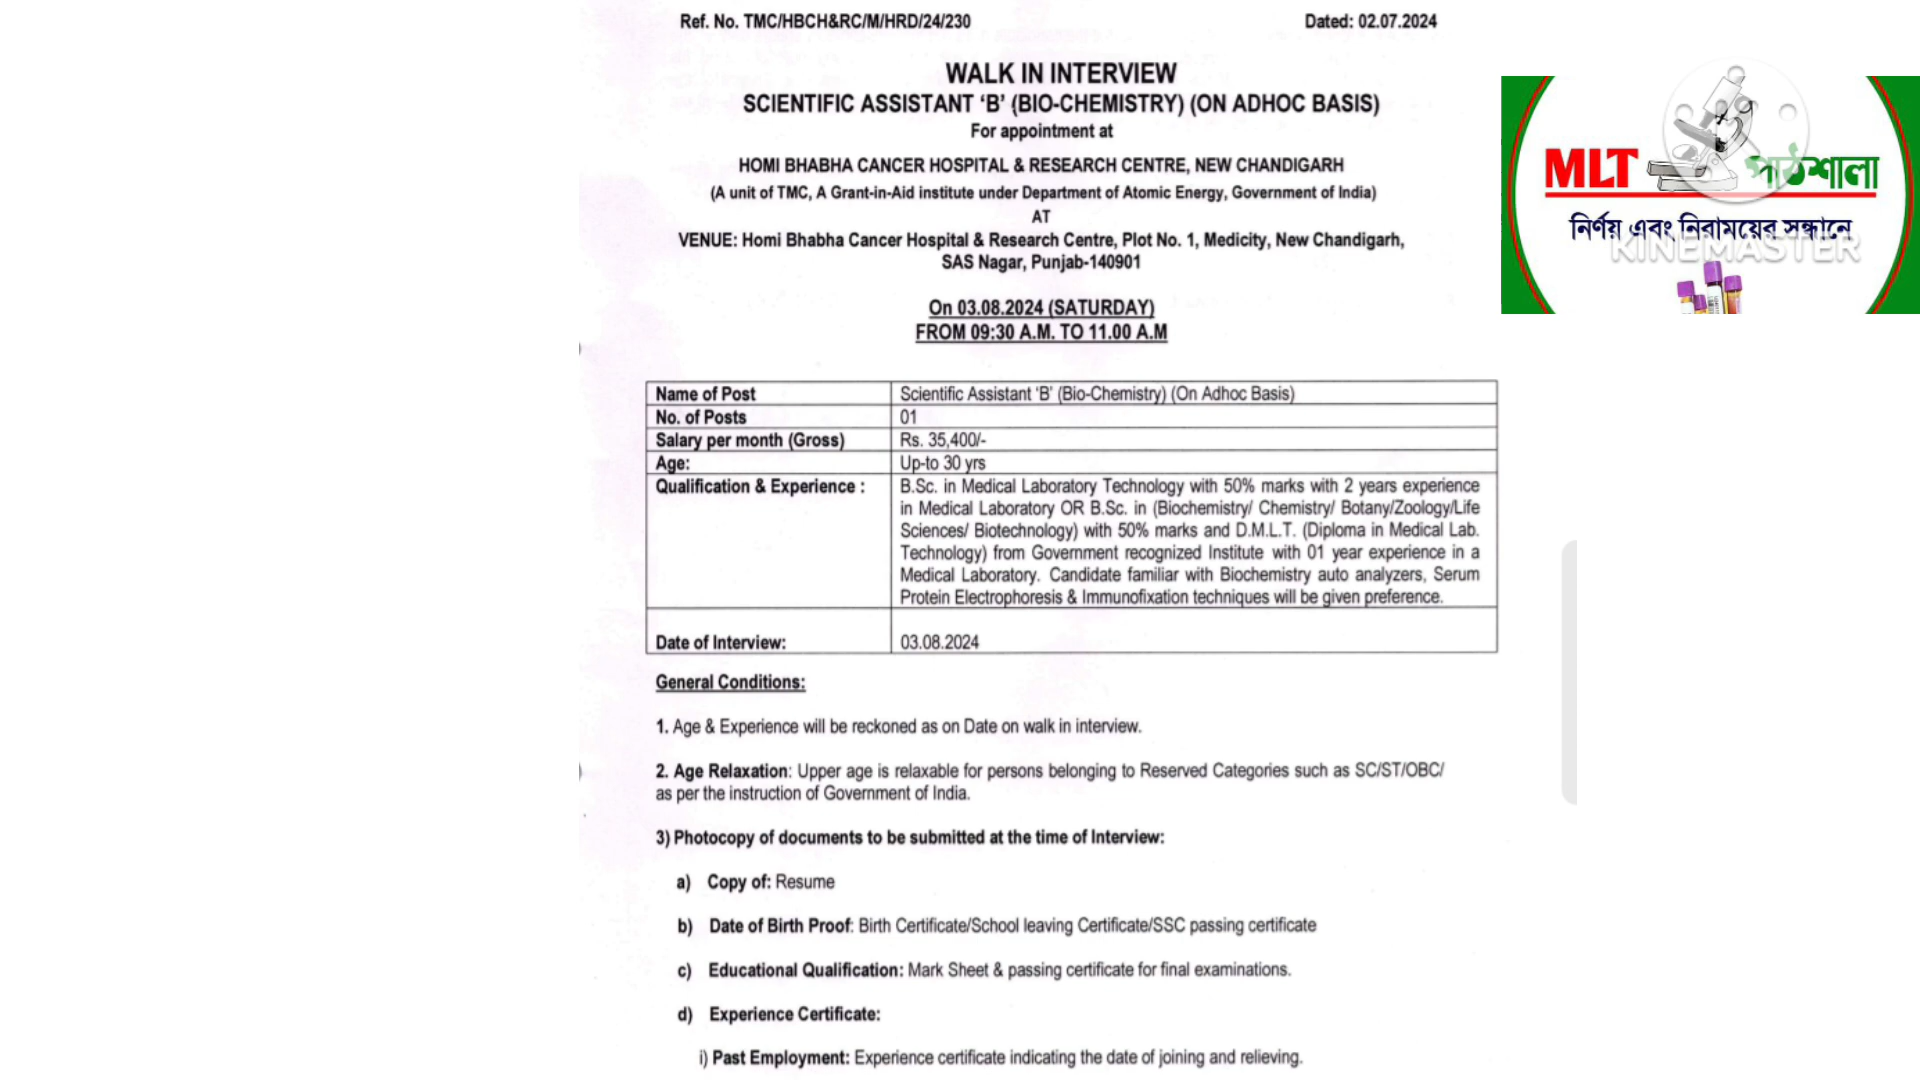 Ref. No. TMC/HBCH&RC/M/HRD/24/230
Dated: 02.07.2024
WALK IN INTERVIEW
SCIENTIFIC ASSISTANT ‘B’ (BIO-CHEMISTRY) (ON ADHOC BASIS)
For appointment at
HOMI BHABHA CANCER HOSPITAL & RESEARCH CENTRE, NEW CHANDIGARH
(A unit of TMC, A Grant-in-Aid institute under Department of Atomic Energy, Government of India)
AT
VENUE: Homi Bhabha Cancer Hospital & Research Centre, Plot No. 1, Medicity, New Chandigarh,
SAS Nagar, Punjab-140901
On 03.08.2024 (SATURDAY)
FROM 09:30 A.M. TO 11.00 A.M
Name of Post Scientific Assistant ‘B’ (Bio-Chemistry) (On Adhoc Basis)
No. of Posts 01
Salary per month (Gross) Rs. 35,400/-
Age: Up-to 30 yrs
Qualification & Experience : B.Sc. in Medical Laboratory Technology with 50% marks with 2 years experience
in Medical Laboratory OR B.Sc. in (Biochemistry/ Chemistry/ Botany/Zoology/Life
Sciences/ Biotechnology) with 50% marks and D.M.L.T. (Diploma in Medical Lab.
Technology) from Government recognized Institute with 01 year experience in a
Medical Laboratory. Candidate familiar with Biochemistry auto analyzers, Serum
Protein Electrophoresis & Immunofixation techniques will be given preference.
Date of Interview: 03.08.2024
General Conditions:
1. Age & Experience will be reckoned as on Date on walk in interview.
2. Age Relaxation: Upper age is relaxable for persons belonging to Reserved Categories such as SC/ST/OBC/
as per the instruction of Government of India.
3) Photocopy of documents to be submitted at the time of Interview:
a) Copy of: Resume
b) Date of Birth Proof: Birth Certificate/School leaving Certificate/SSC passing certificate
c) Educational Qualification: Mark Sheet & passing certificate for final examinations.
d) Experience Certificate:
i) Past Employment: Experience certificate indicating the date of joining and relieving.
MLT পাঠশালা
নির্ণয় এবং নিরাময়ের সন্ধানে
KINEMASTER